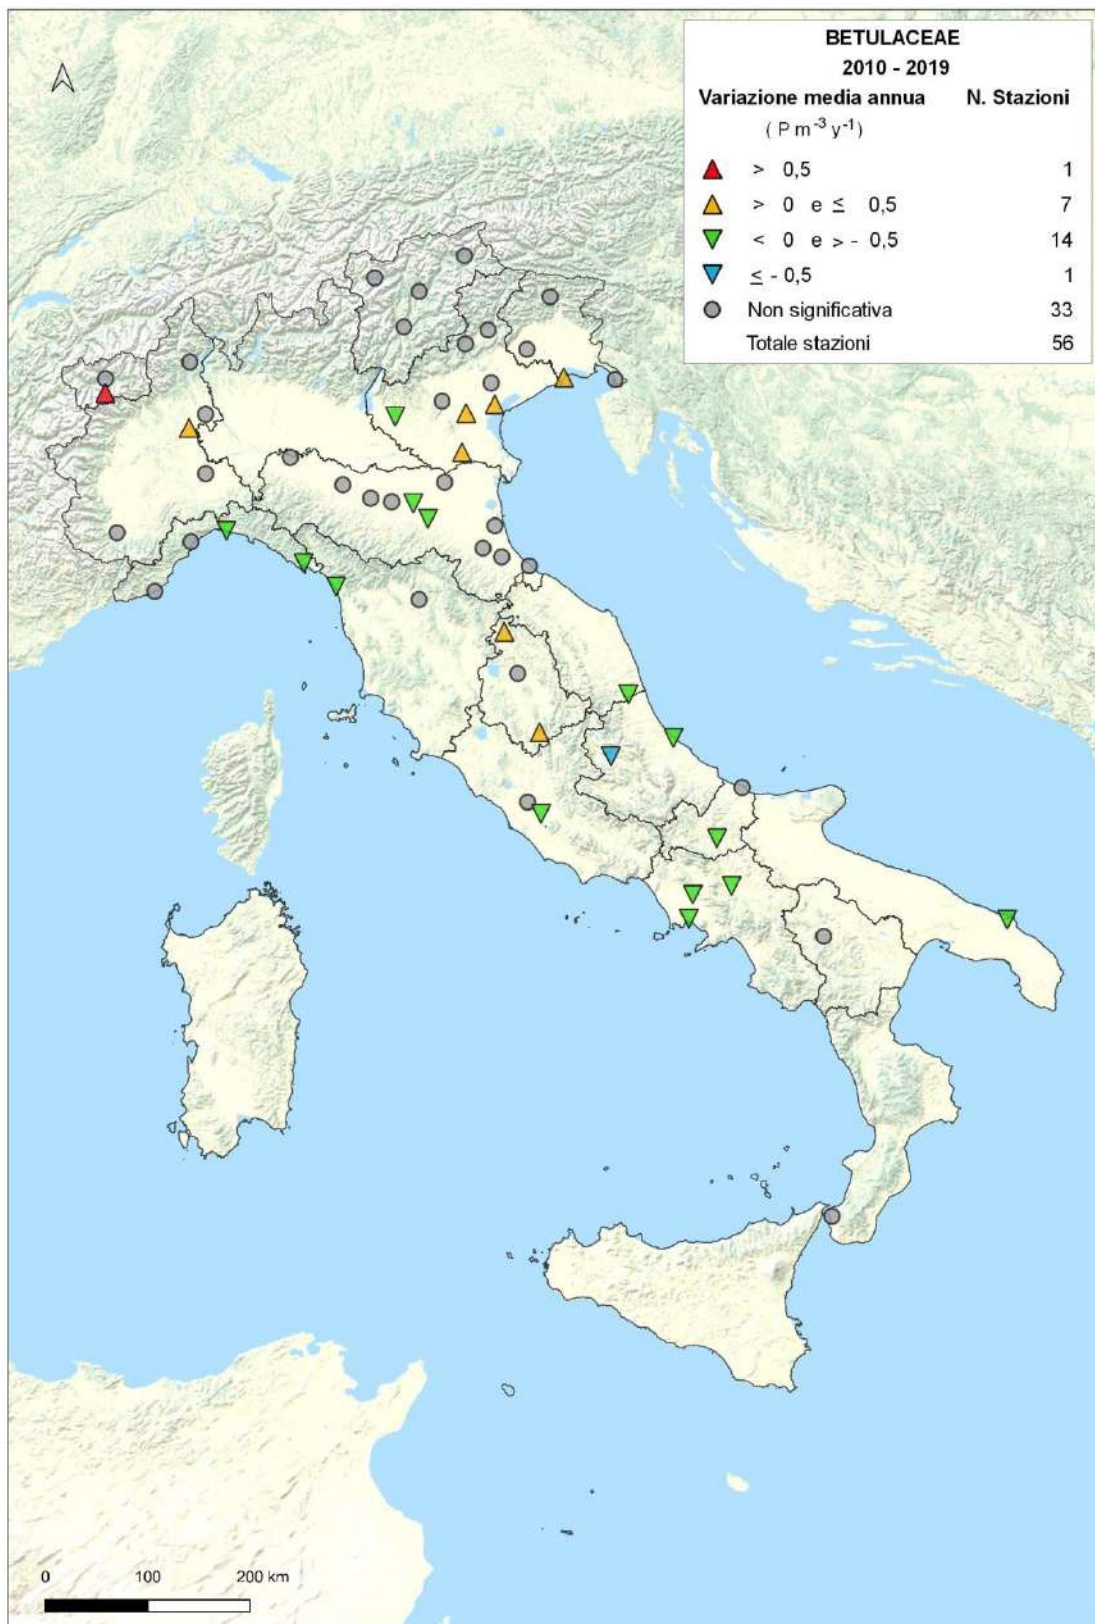 BETULACEAE
2010 - 2019
Variazione media annua N. Stazioni
( P m⁻³ y⁻¹)
> 0,5 1
> 0 e ≤ 0,5 7
< 0 e > - 0,5 14
≤ - 0,5 1
Non significativa 33
Totale stazioni 56
0 100 200 km